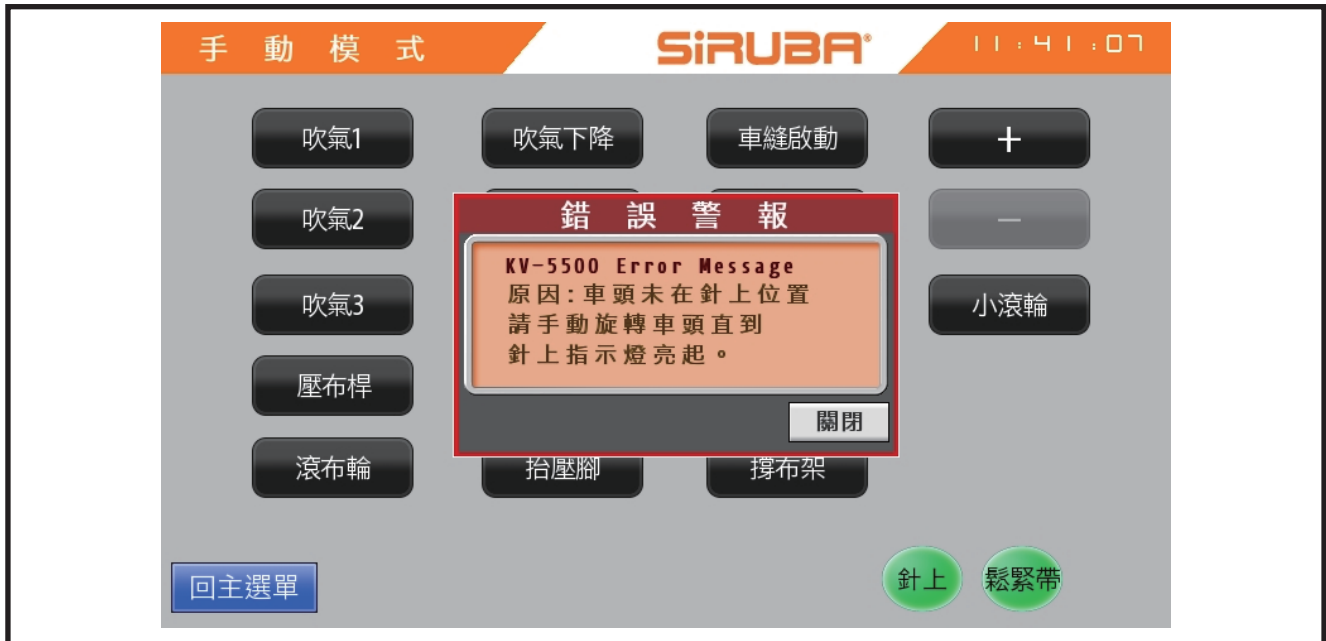 手動模式
SiRUBA®
11:41:07
吹氣1
吹氣下降
車縫啟動
+
吹氣2
−
吹氣3
小滾輪
壓布桿
滾布輪
抬壓腳
撐布架
錯誤警報
KV-5500 Error Message
原因:車頭未在針上位置
請手動旋轉車頭直到
針上指示燈亮起。
關閉
回主選單
針上
鬆緊帶